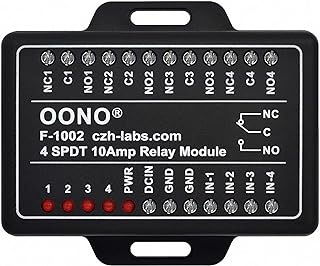 NC1 C1 NO1 NC2 C2 NO2 NC3 C3 NO3 NC4 C4 NO4
OONO®
F-1002 czh-labs.com
4 SPDT 10Amp Relay Module
NC
C
NO
1 2 3 4 PWR DCIN GND GND IN-1 IN-2 IN-3 IN-4